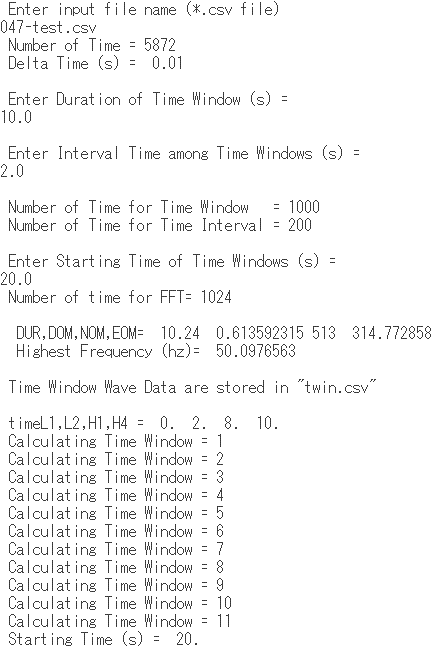 Enter input file name (*.csv file)
047-test.csv
Number of Time = 5872
Delta Time (s) =  0.01
Enter Duration of Time Window (s) =
10.0
Enter Interval Time among Time Windows (s) =
2.0
Number of Time for Time Window   = 1000
Number of Time for Time Interval = 200
Enter Starting Time of Time Windows (s) =
20.0
Number of time for FFT= 1024
DUR,DOM,NOM,EOM=  10.24  0.613592315 513  314.772858
Highest Frequency (hz)=  50.0976563
Time Window Wave Data are stored in "twin.csv"
timeL1,L2,H1,H4 =  0.  2.  8.  10.
Calculating Time Window = 1
Calculating Time Window = 2
Calculating Time Window = 3
Calculating Time Window = 4
Calculating Time Window = 5
Calculating Time Window = 6
Calculating Time Window = 7
Calculating Time Window = 8
Calculating Time Window = 9
Calculating Time Window = 10
Calculating Time Window = 11
Starting Time (s) =  20.